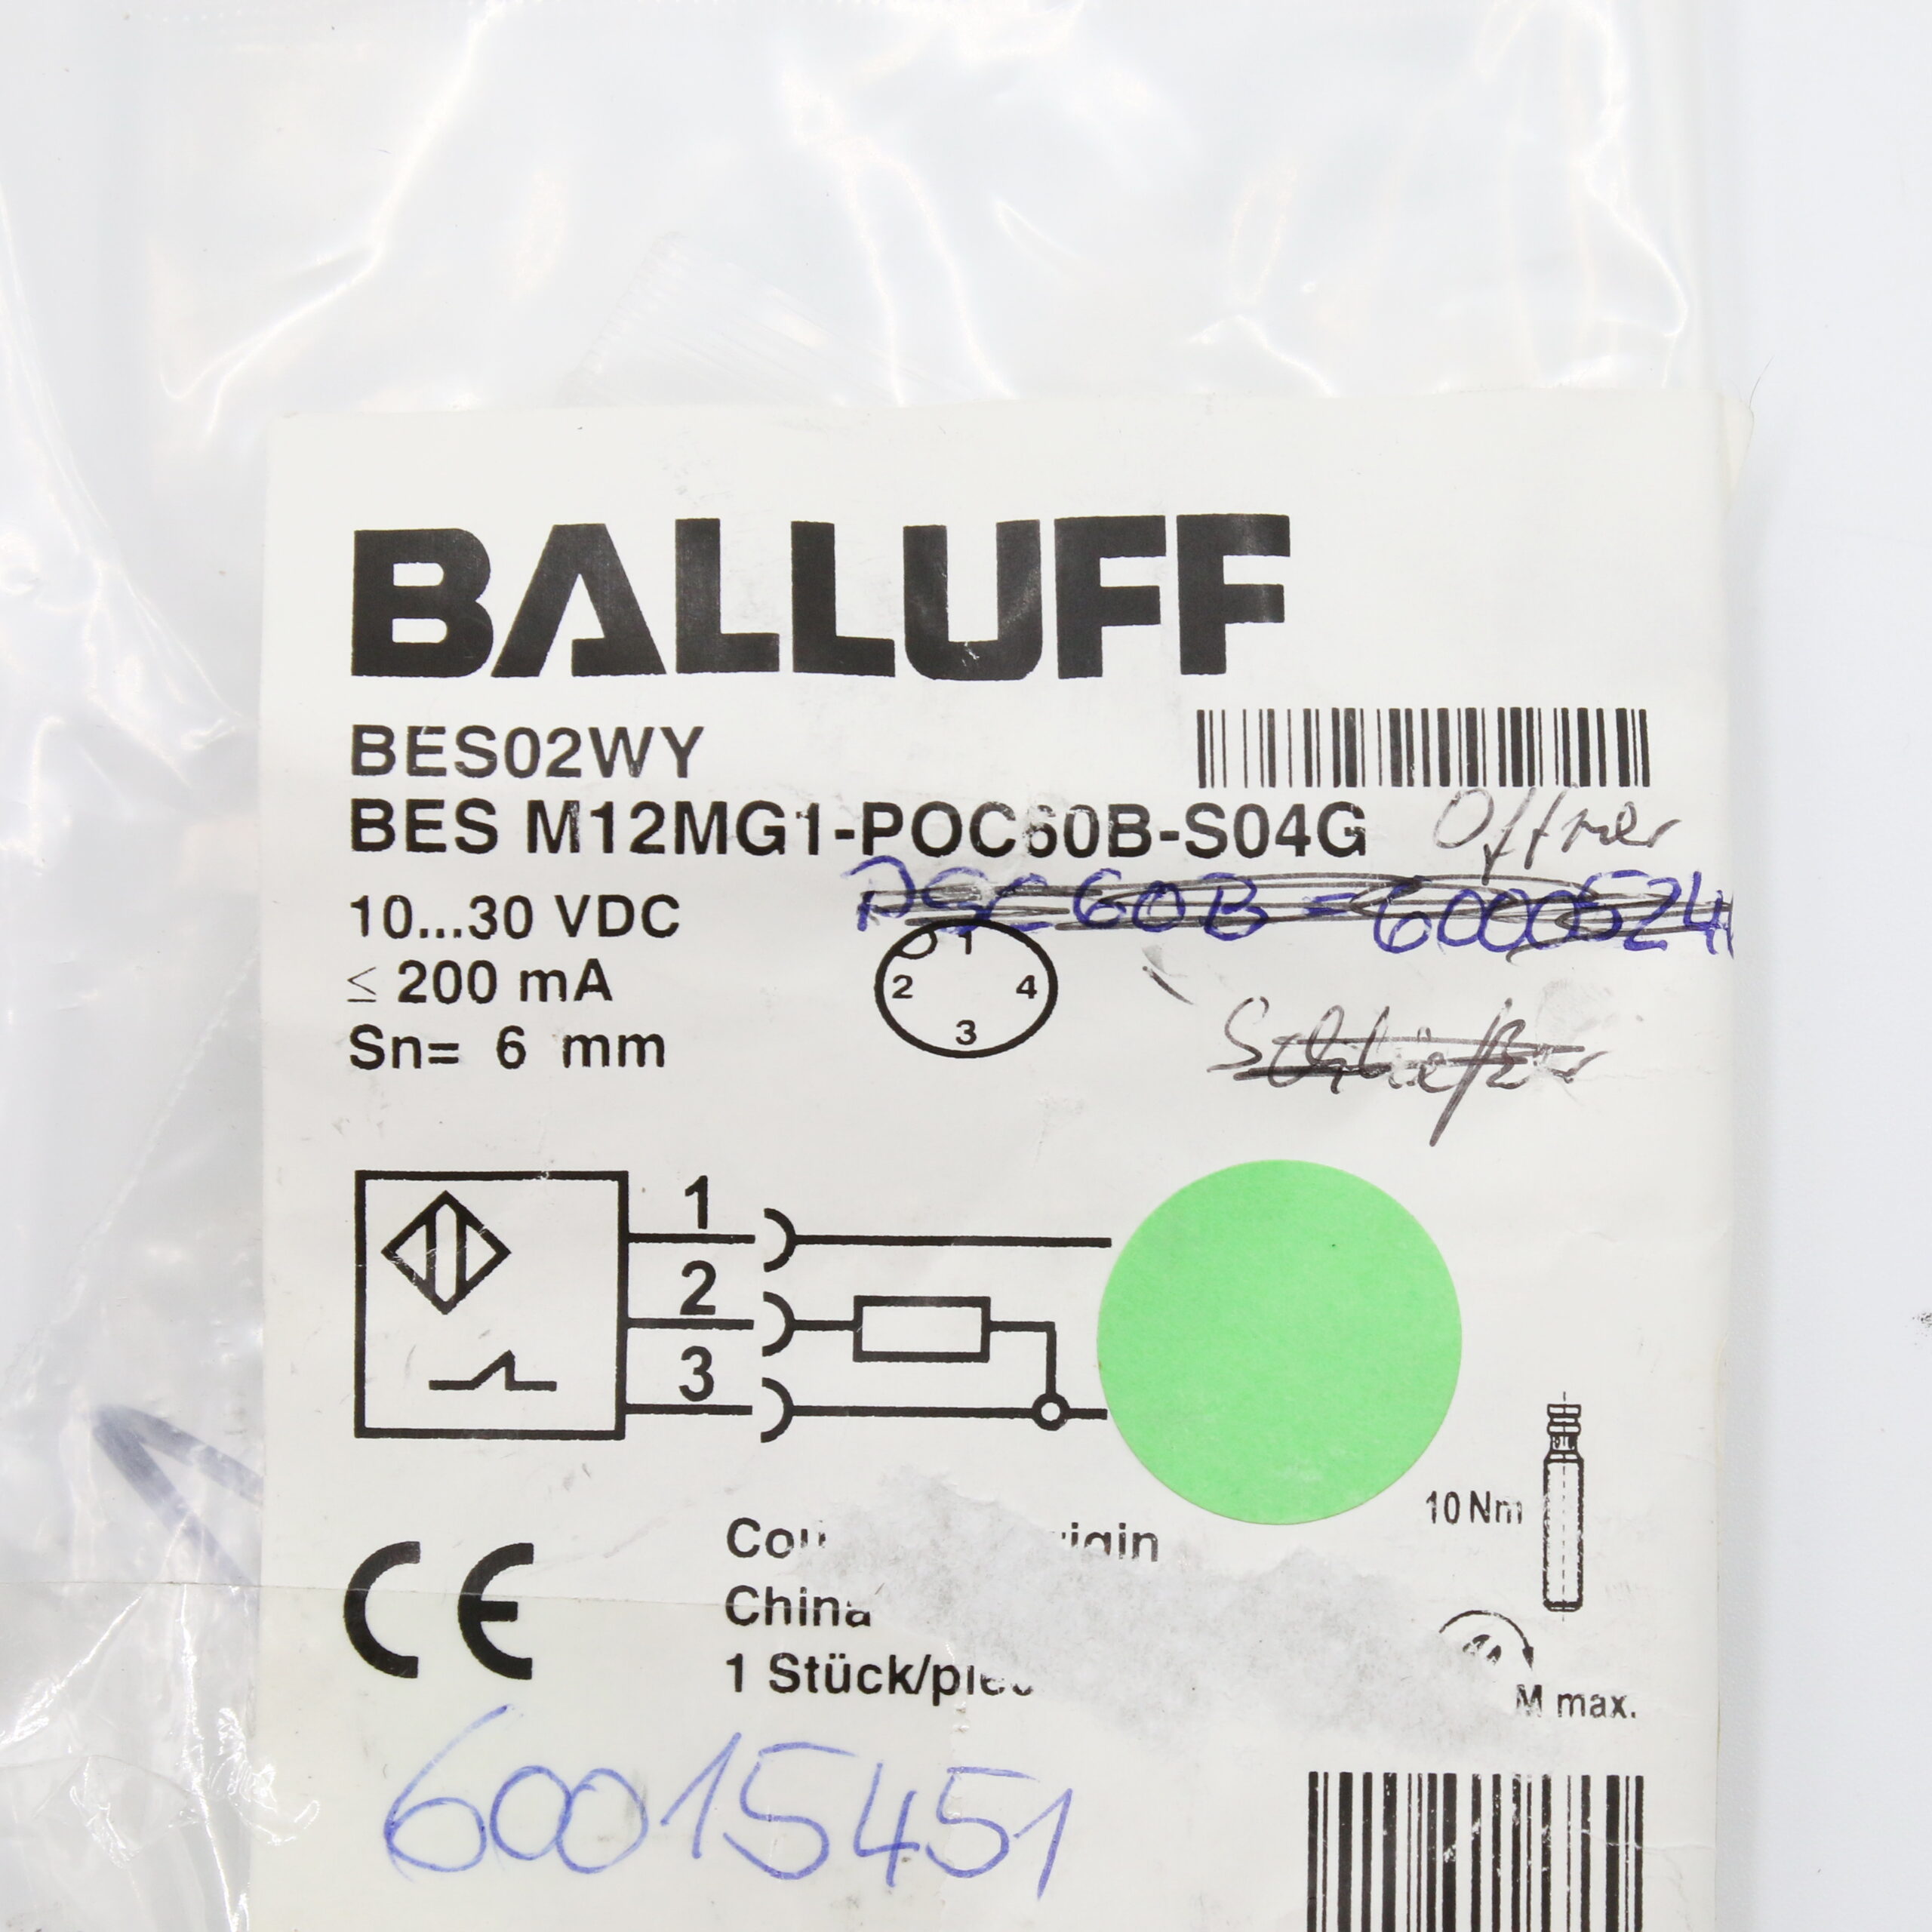 BALLUFF
BES02WY
BES M12MG1-POC60B-S04G
Öffner
10...30 VDC
PSC60B = 6000524
≤ 200 mA
Sn= 6 mm
1
2 4
3
Schließer
1
2
3
10 Nm
CE
China
1 Stück/piec
M max.
60015451